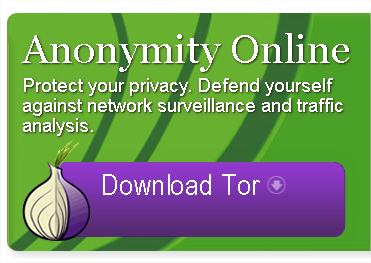 Anonymity Online
Protect your privacy. Defend yourself
against network surveillance and traffic
analysis.
Download Tor